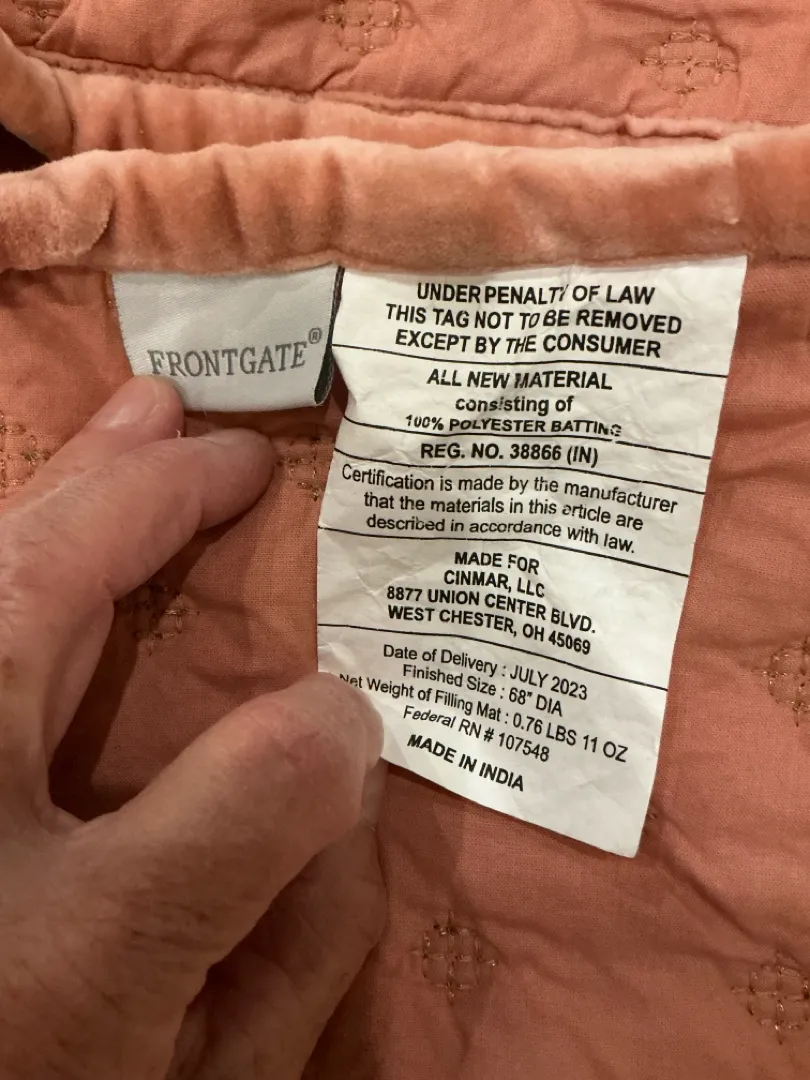 FRONTGATE®
UNDER PENALTY OF LAW
THIS TAG NOT TO BE REMOVED
EXCEPT BY THE CONSUMER
ALL NEW MATERIAL
consisting of
100% POLYESTER BATTING
REG. NO. 38866 (IN)
Certification is made by the manufacturer
that the materials in this article are
described in accordance with law.
MADE FOR
CINMAR, LLC
8877 UNION CENTER BLVD.
WEST CHESTER, OH 45069
Date of Delivery : JULY 2023
Finished Size : 68" DIA
Net Weight of Filling Mat : 0.76 LBS 11 OZ
Federal RN # 107548
MADE IN INDIA